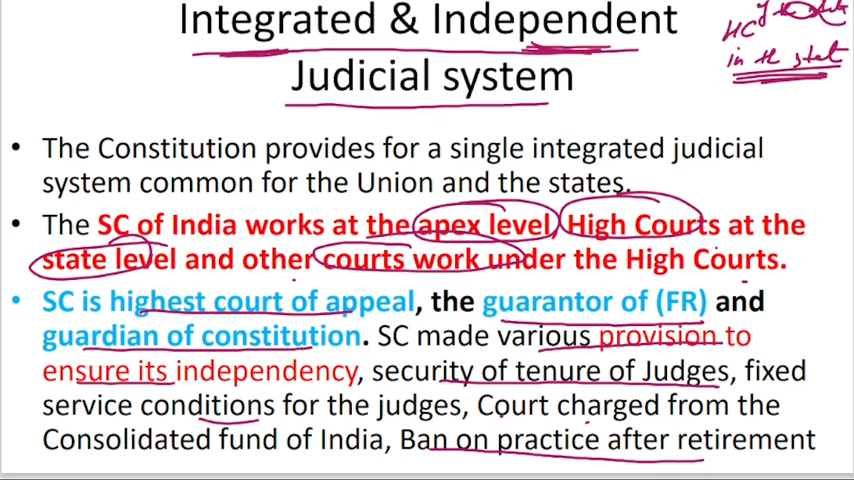 Integrated & Independent
Judicial system
HC
in the
• The Constitution provides for a single integrated judicial
system common for the Union and the states.
• The SC of India works at the apex level, High Courts at the
state level and other courts work under the High Courts.
• SC is highest court of appeal, the guarantor of (FR) and
guardian of constitution. SC made various provision to
ensure its independency, security of tenure of Judges, fixed
service conditions for the judges, Court charged from the
Consolidated fund of India, Ban on practice after retirement